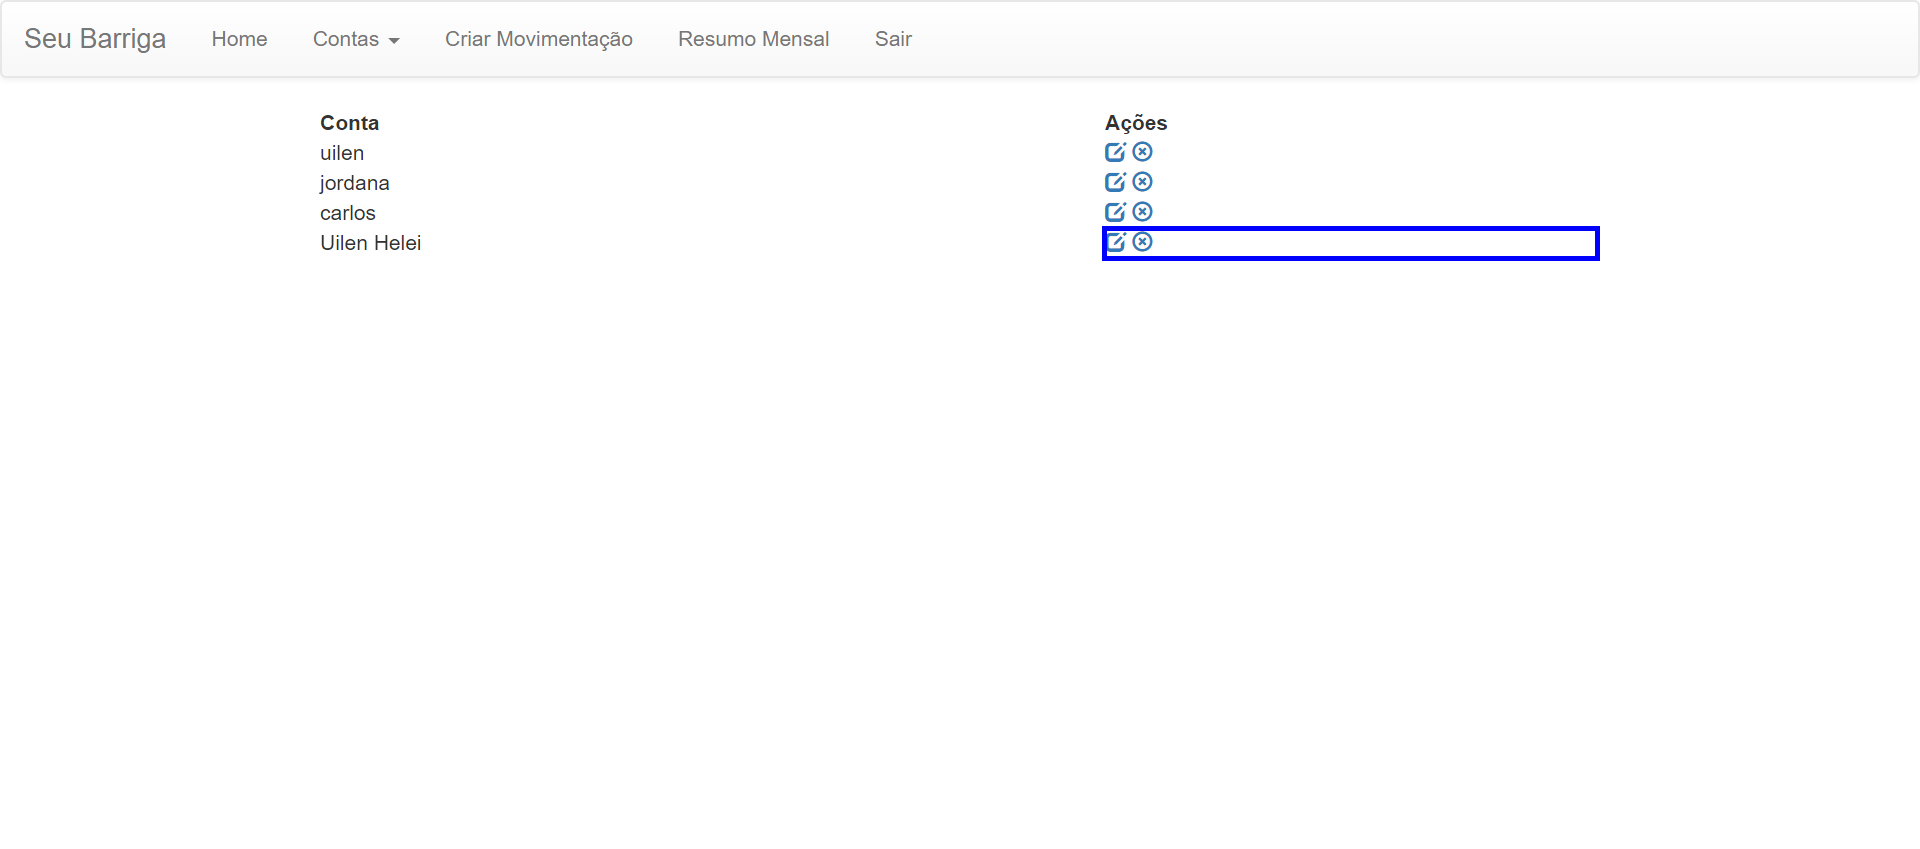 Seu Barriga Home Contas Criar Movimentação Resumo Mensal Sair
Conta Ações
uilen
jordana
carlos
Uilen Helei